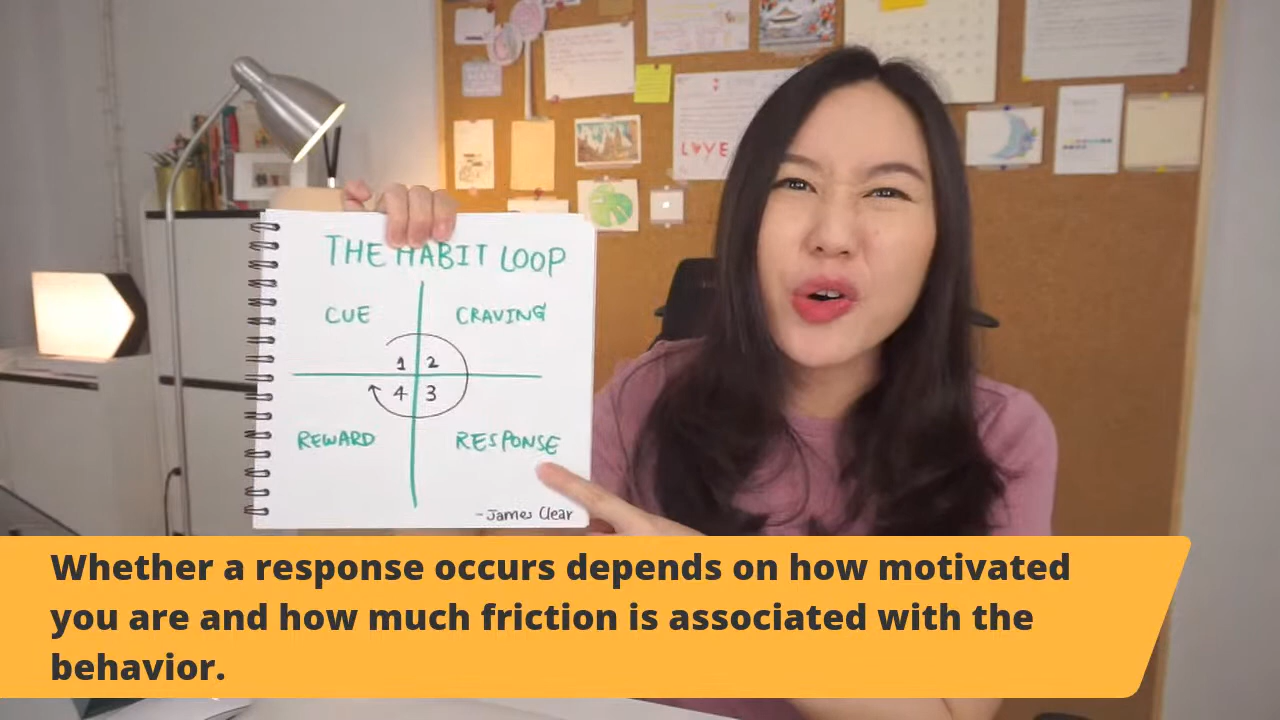 THE HABIT LOOP
CUE
CRAVING
1
2
4
3
REWARD
RESPONSE
-James Clear
LOVE
Whether a response occurs depends on how motivated
you are and how much friction is associated with the
behavior.